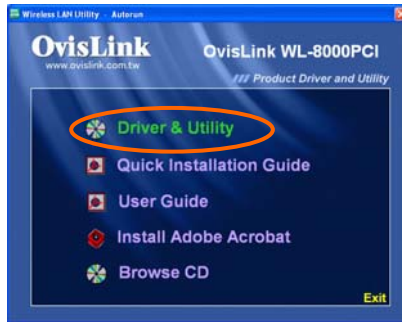 Wireless LAN Utility - Autorun
OvisLink
www.ovislink.com.tw
OvisLink WL-8000PCI
/// Product Driver and Utility
Driver & Utility
Quick Installation Guide
User Guide
Install Adobe Acrobat
Browse CD
Exit